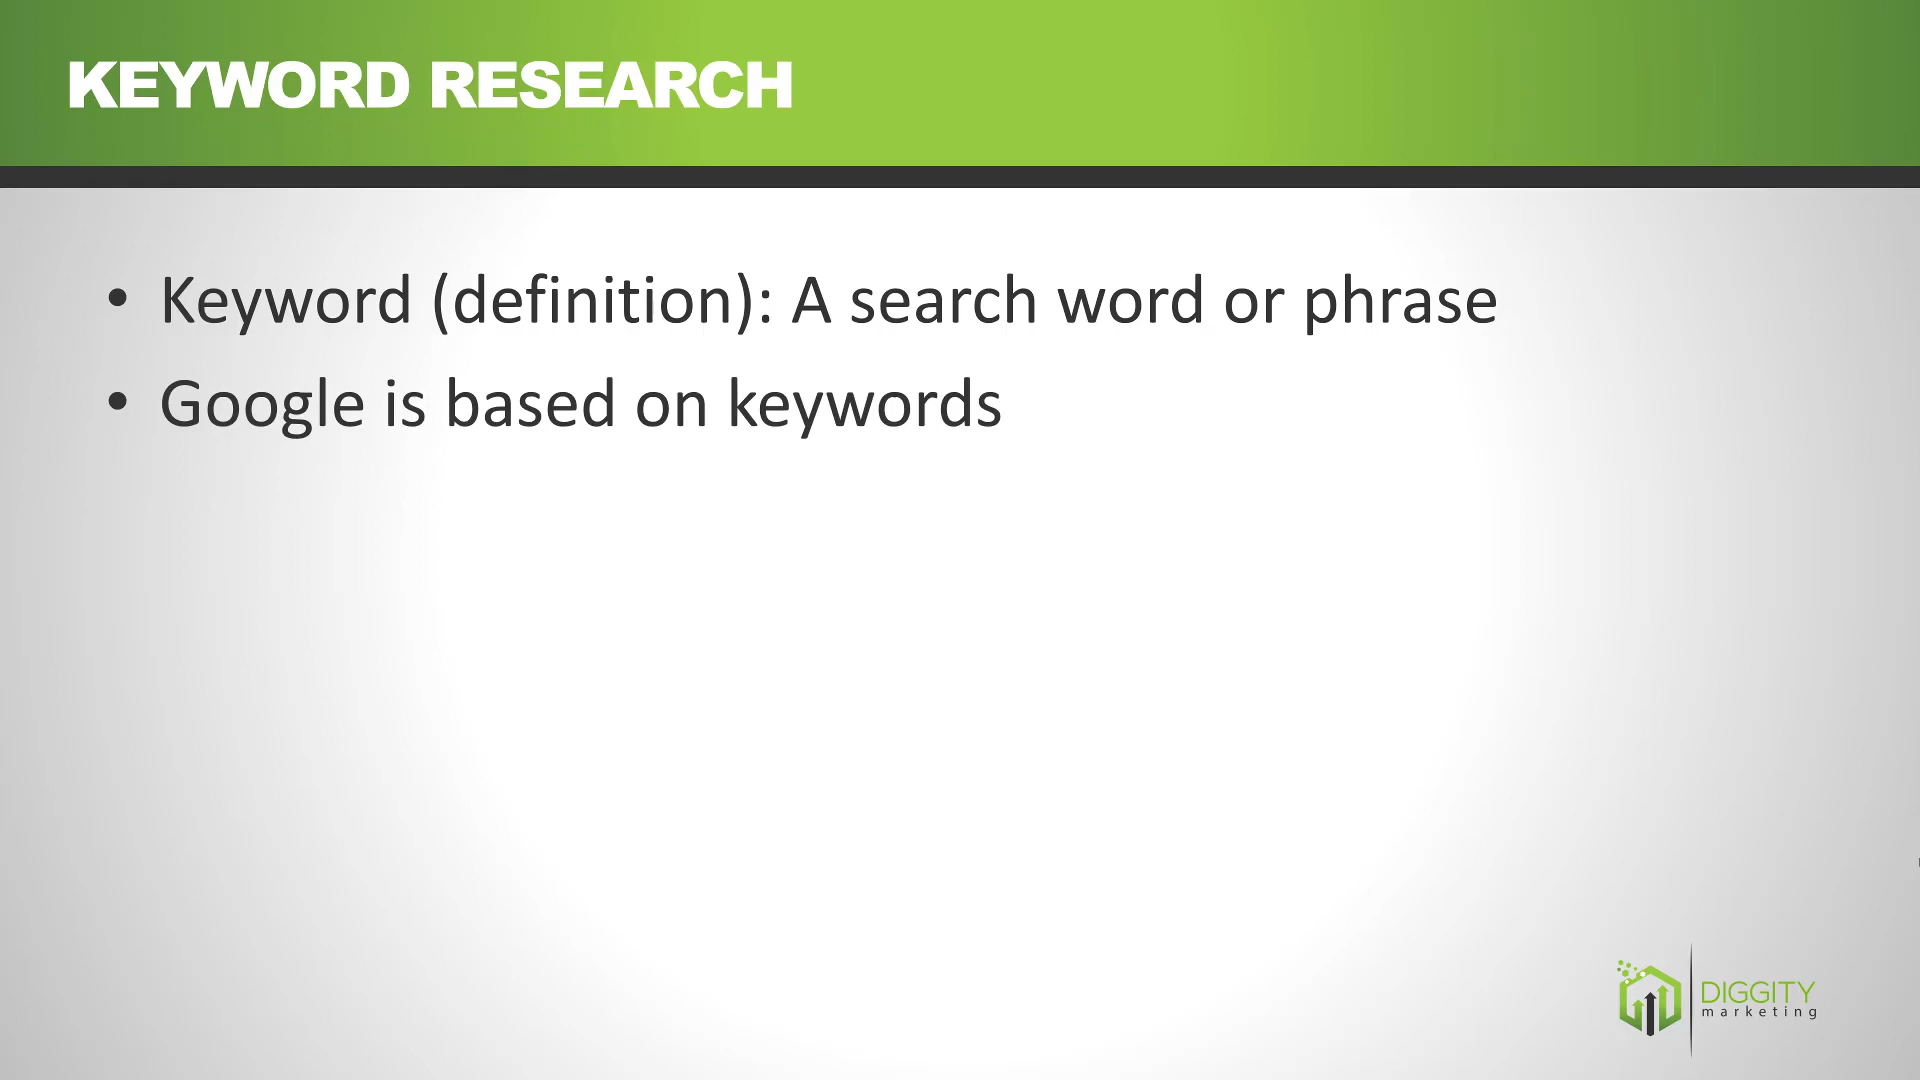 KEYWORD RESEARCH
• Keyword (definition): A search word or phrase
• Google is based on keywords
DIGGITY
marketing